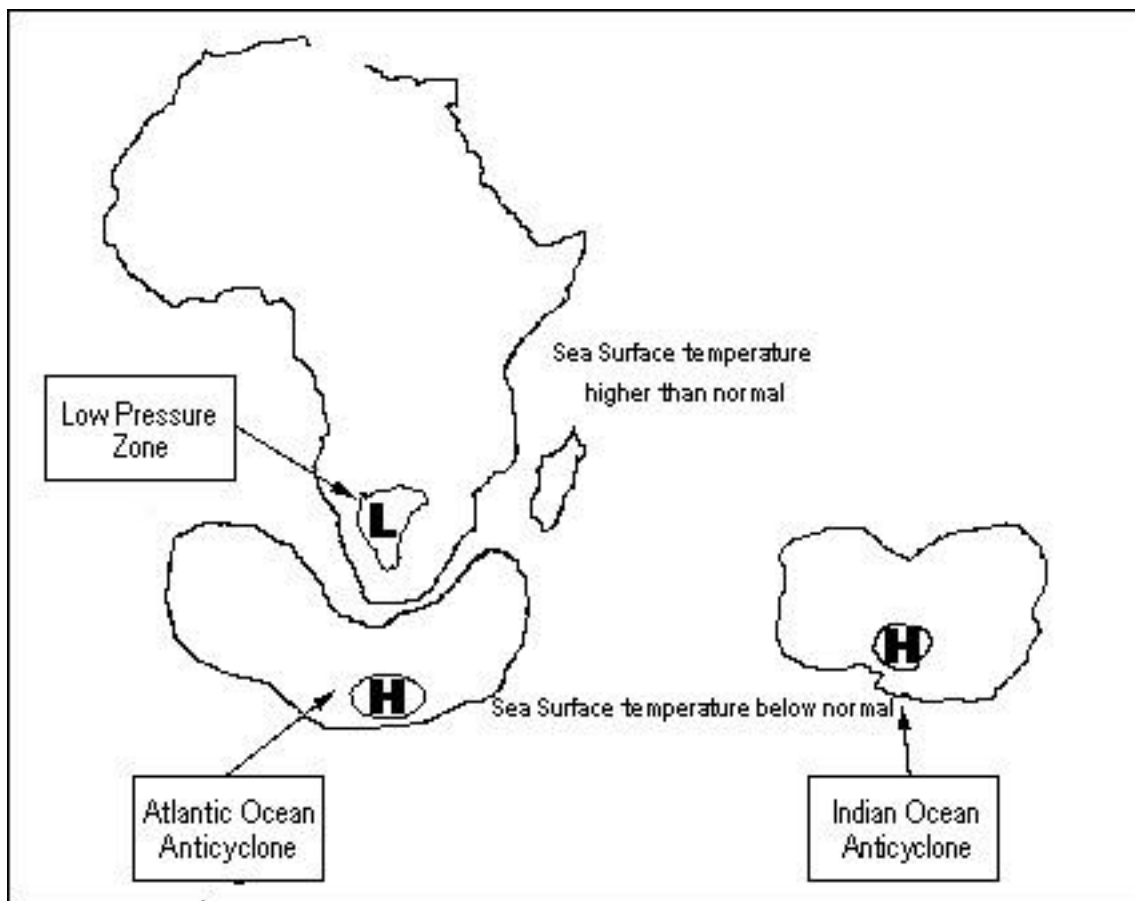 Sea Surface temperature
higher than normal
Low Pressure
Zone
L
H
H
Sea Surface temperature below normal
Atlantic Ocean
Anticyclone
Indian Ocean
Anticyclone